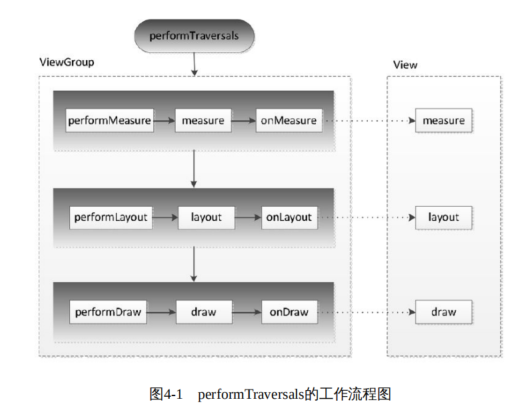 performTraversals
ViewGroup
View
performMeasure measure onMeasure measure
performLayout layout onLayout layout
performDraw draw onDraw draw
图4-1 performTraversals的工作流程图